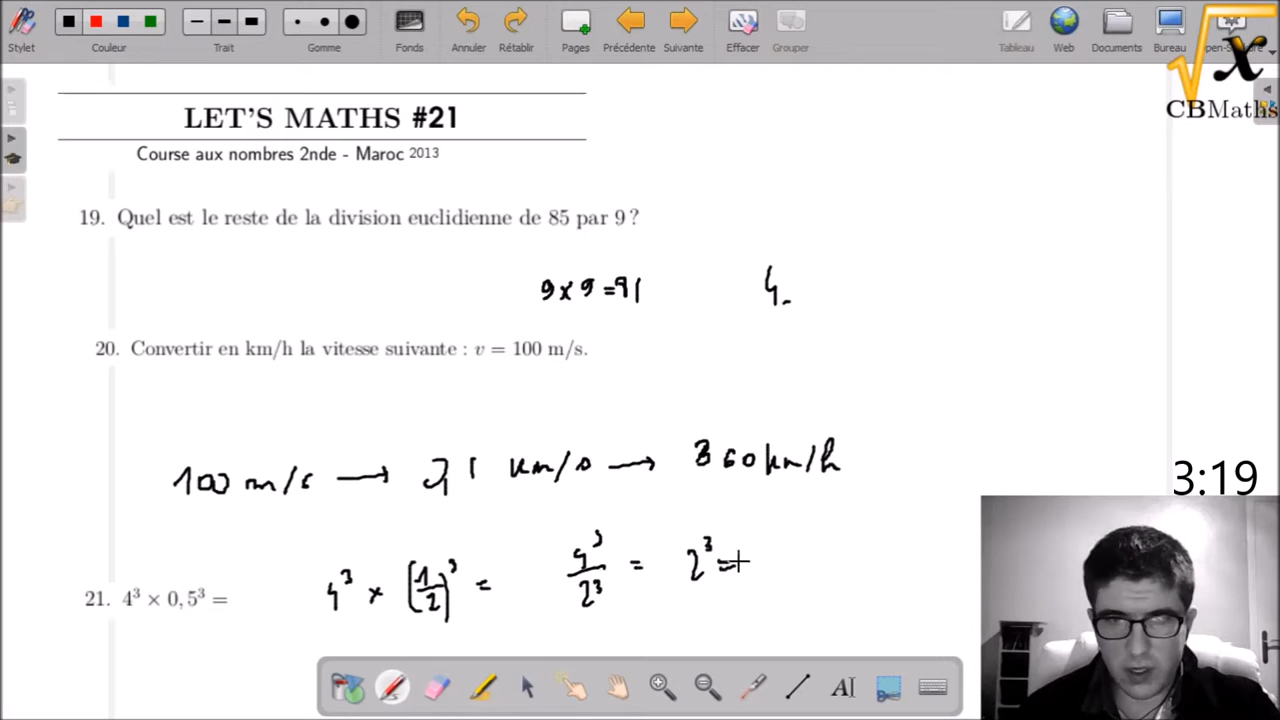 Stylet Couleur Trait Gomme Fonds Annuler Rétablir Pages Précédente Suivante Effacer Grouper Tableau Web Documents Bureau
CBMaths
LET'S MATHS #21
Course aux nombres 2nde - Maroc 2013
19. Quel est le reste de la division euclidienne de 85 par 9 ?
9 x 9 = 81 4.
20. Convertir en km/h la vitesse suivante : v = 100 m/s.
100 m/s → 0,1 km/s → 360 km/h
3:19
4³ × (1/2)³ = 4³/2³ = 2³ =
21. 4³ × 0, 5³ =
AI